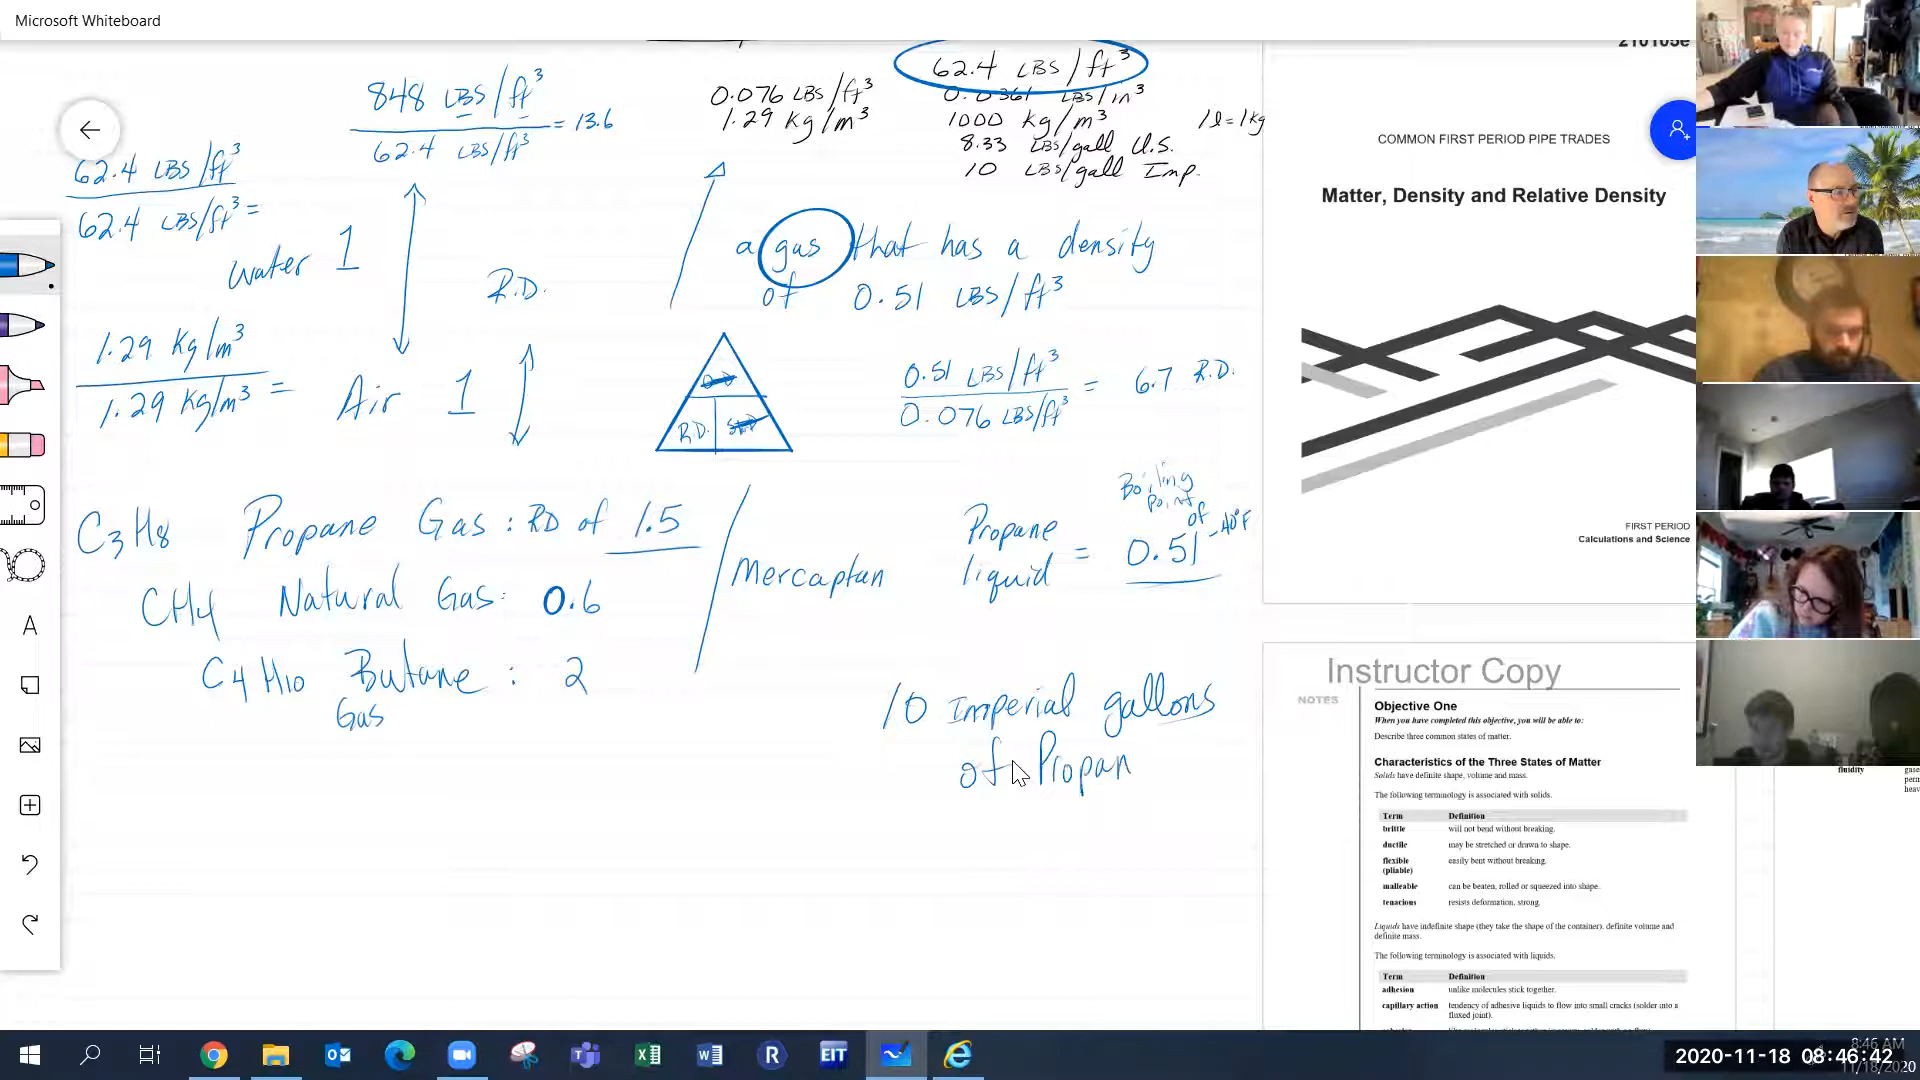 Microsoft Whiteboard
848 LBS/ft³
62.4 LBS/ft³
= 13.6
62.4 LBS/ft³
62.4 LBS/ft³ =
water 1
R.D.
1.29 Kg/m³
1.29 Kg/m³ =
Air 1
0.076 LBS/ft³
1.29 Kg/m³
62.4 LBS/ft³
0.0361 LBS/in³
1000 Kg/m³
1l = 1kg
8.33 LBS/gall U.S.
10 LBS/gall Imp.
a gas that has a density
of 0.51 LBS/ft³
R.D.
0.51 LBS/ft³
0.076 LBS/ft³
= 6.7 R.D.
C3H8 Propane Gas: RD of 1.5
CH4 Natural Gas: 0.6
C4H10 Butane : 2
Gas
Mercaptan
Propane
liquid = 0.51
Boiling
Point
of
-40°F
10 Imperial gallons
of Propan
210105e
COMMON FIRST PERIOD PIPE TRADES
Matter, Density and Relative Density
FIRST PERIOD
Calculations and Science
Instructor Copy
NOTES
Objective One
When you have completed this objective, you will be able to:
Describe three common states of matter.
Characteristics of the Three States of Matter
Solids have definite shape, volume and mass.
The following terminology is associated with solids.
Term Definition
brittle will not bend without breaking.
ductile may be stretched or drawn to shape.
flexible easily bent without breaking.
(pliable)
malleable can be beaten, rolled or squeezed into shape.
tenacious resists deformation, strong.
Liquids have indefinite shape (they take the shape of the container), definite volume and
definite mass.
The following terminology is associated with liquids.
Term Definition
adhesion unlike molecules stick together.
capillary action tendency of adhesive liquids to flow into small cracks (solder into a
fluxed joint).
fluidity
A
EIT
8:46 AM
2020-11-18 08:46:42
11/18/2020